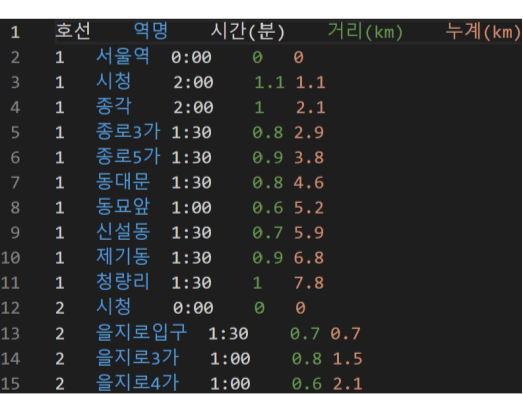 1 호선 역명 시간(분) 거리(km) 누계(km)
2 1 서울역 0:00 0 0
3 1 시청 2:00 1.1 1.1
4 1 종각 2:00 1 2.1
5 1 종로3가 1:30 0.8 2.9
6 1 종로5가 1:30 0.9 3.8
7 1 동대문 1:30 0.8 4.6
8 1 동묘앞 1:00 0.6 5.2
9 1 신설동 1:30 0.7 5.9
10 1 제기동 1:30 0.9 6.8
11 1 청량리 1:30 1 7.8
12 2 시청 0:00 0 0
13 2 을지로입구 1:30 0.7 0.7
14 2 을지로3가 1:00 0.8 1.5
15 2 을지로4가 1:00 0.6 2.1